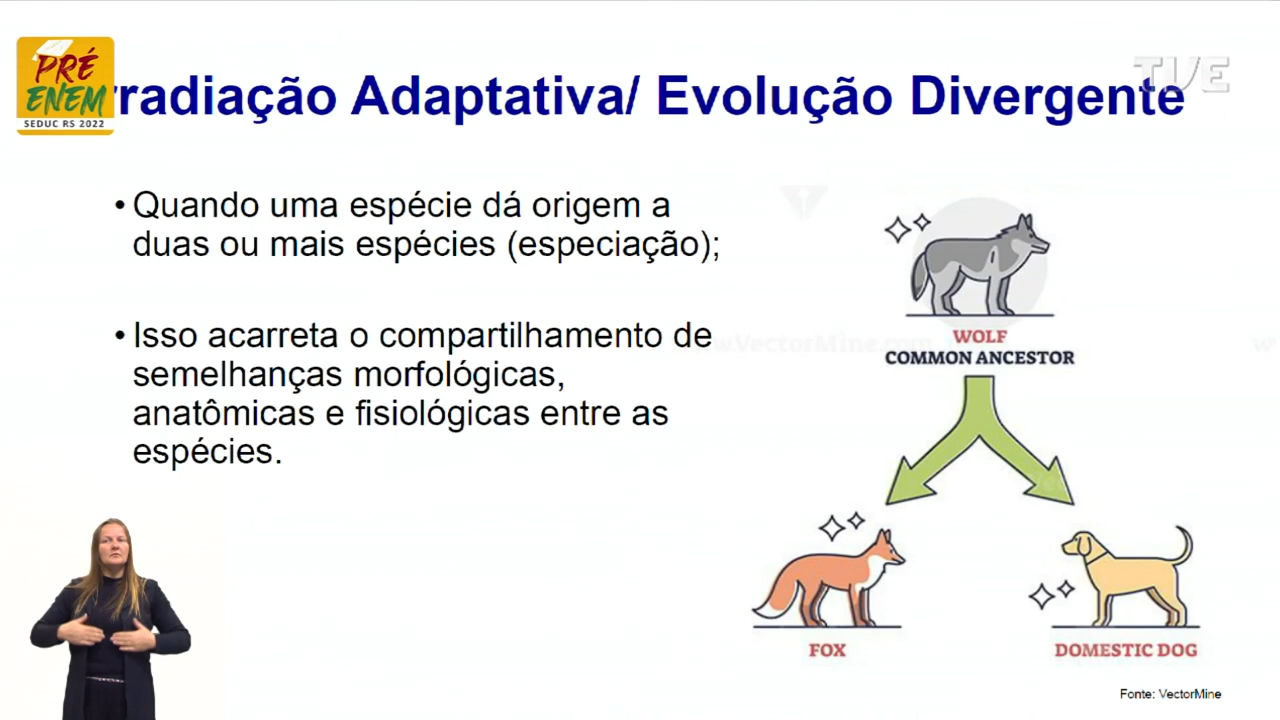 PRÉ
ENEM
SEDUC RS 2022
rradiação Adaptativa/ Evolução Divergente
TVE
• Quando uma espécie dá origem a
duas ou mais espécies (especiação);
• Isso acarreta o compartilhamento de
semelhanças morfológicas,
anatômicas e fisiológicas entre as
espécies.
WOLF
COMMON ANCESTOR
FOX
DOMESTIC DOG
Fonte: VectorMine